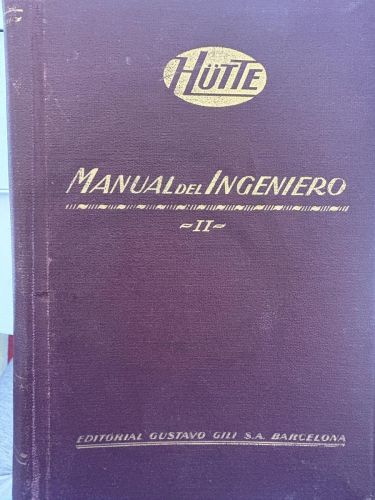 HÜTTE
MANUAL DEL INGENIERO
~II~
EDITORIAL GUSTAVO GILI S.A. BARCELONA